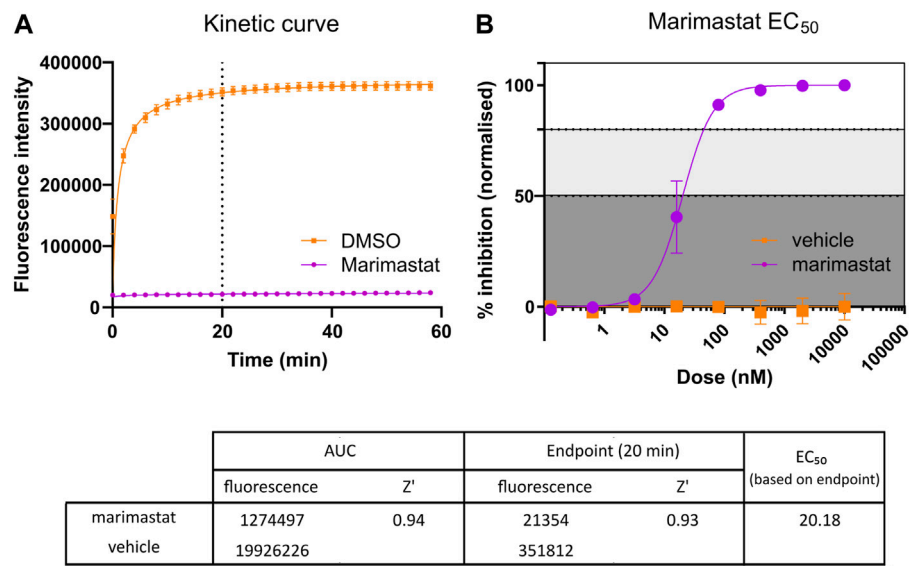 A
Kinetic curve
400000
300000
200000
100000
0
Fluorescence intensity
DMSO
Marimastat
0
20
40
60
Time (min)
B
Marimastat EC50
100
50
0
% inhibition (normalised)
vehicle
marimastat
1
10
100
1000
10000
100000
Dose (nM)
AUC
Endpoint (20 min)
EC₅₀
(based on endpoint)
fluorescence
Z'
fluorescence
Z'
marimastat 1274497 0.94 21354 0.93 20.18
vehicle 19926226 351812